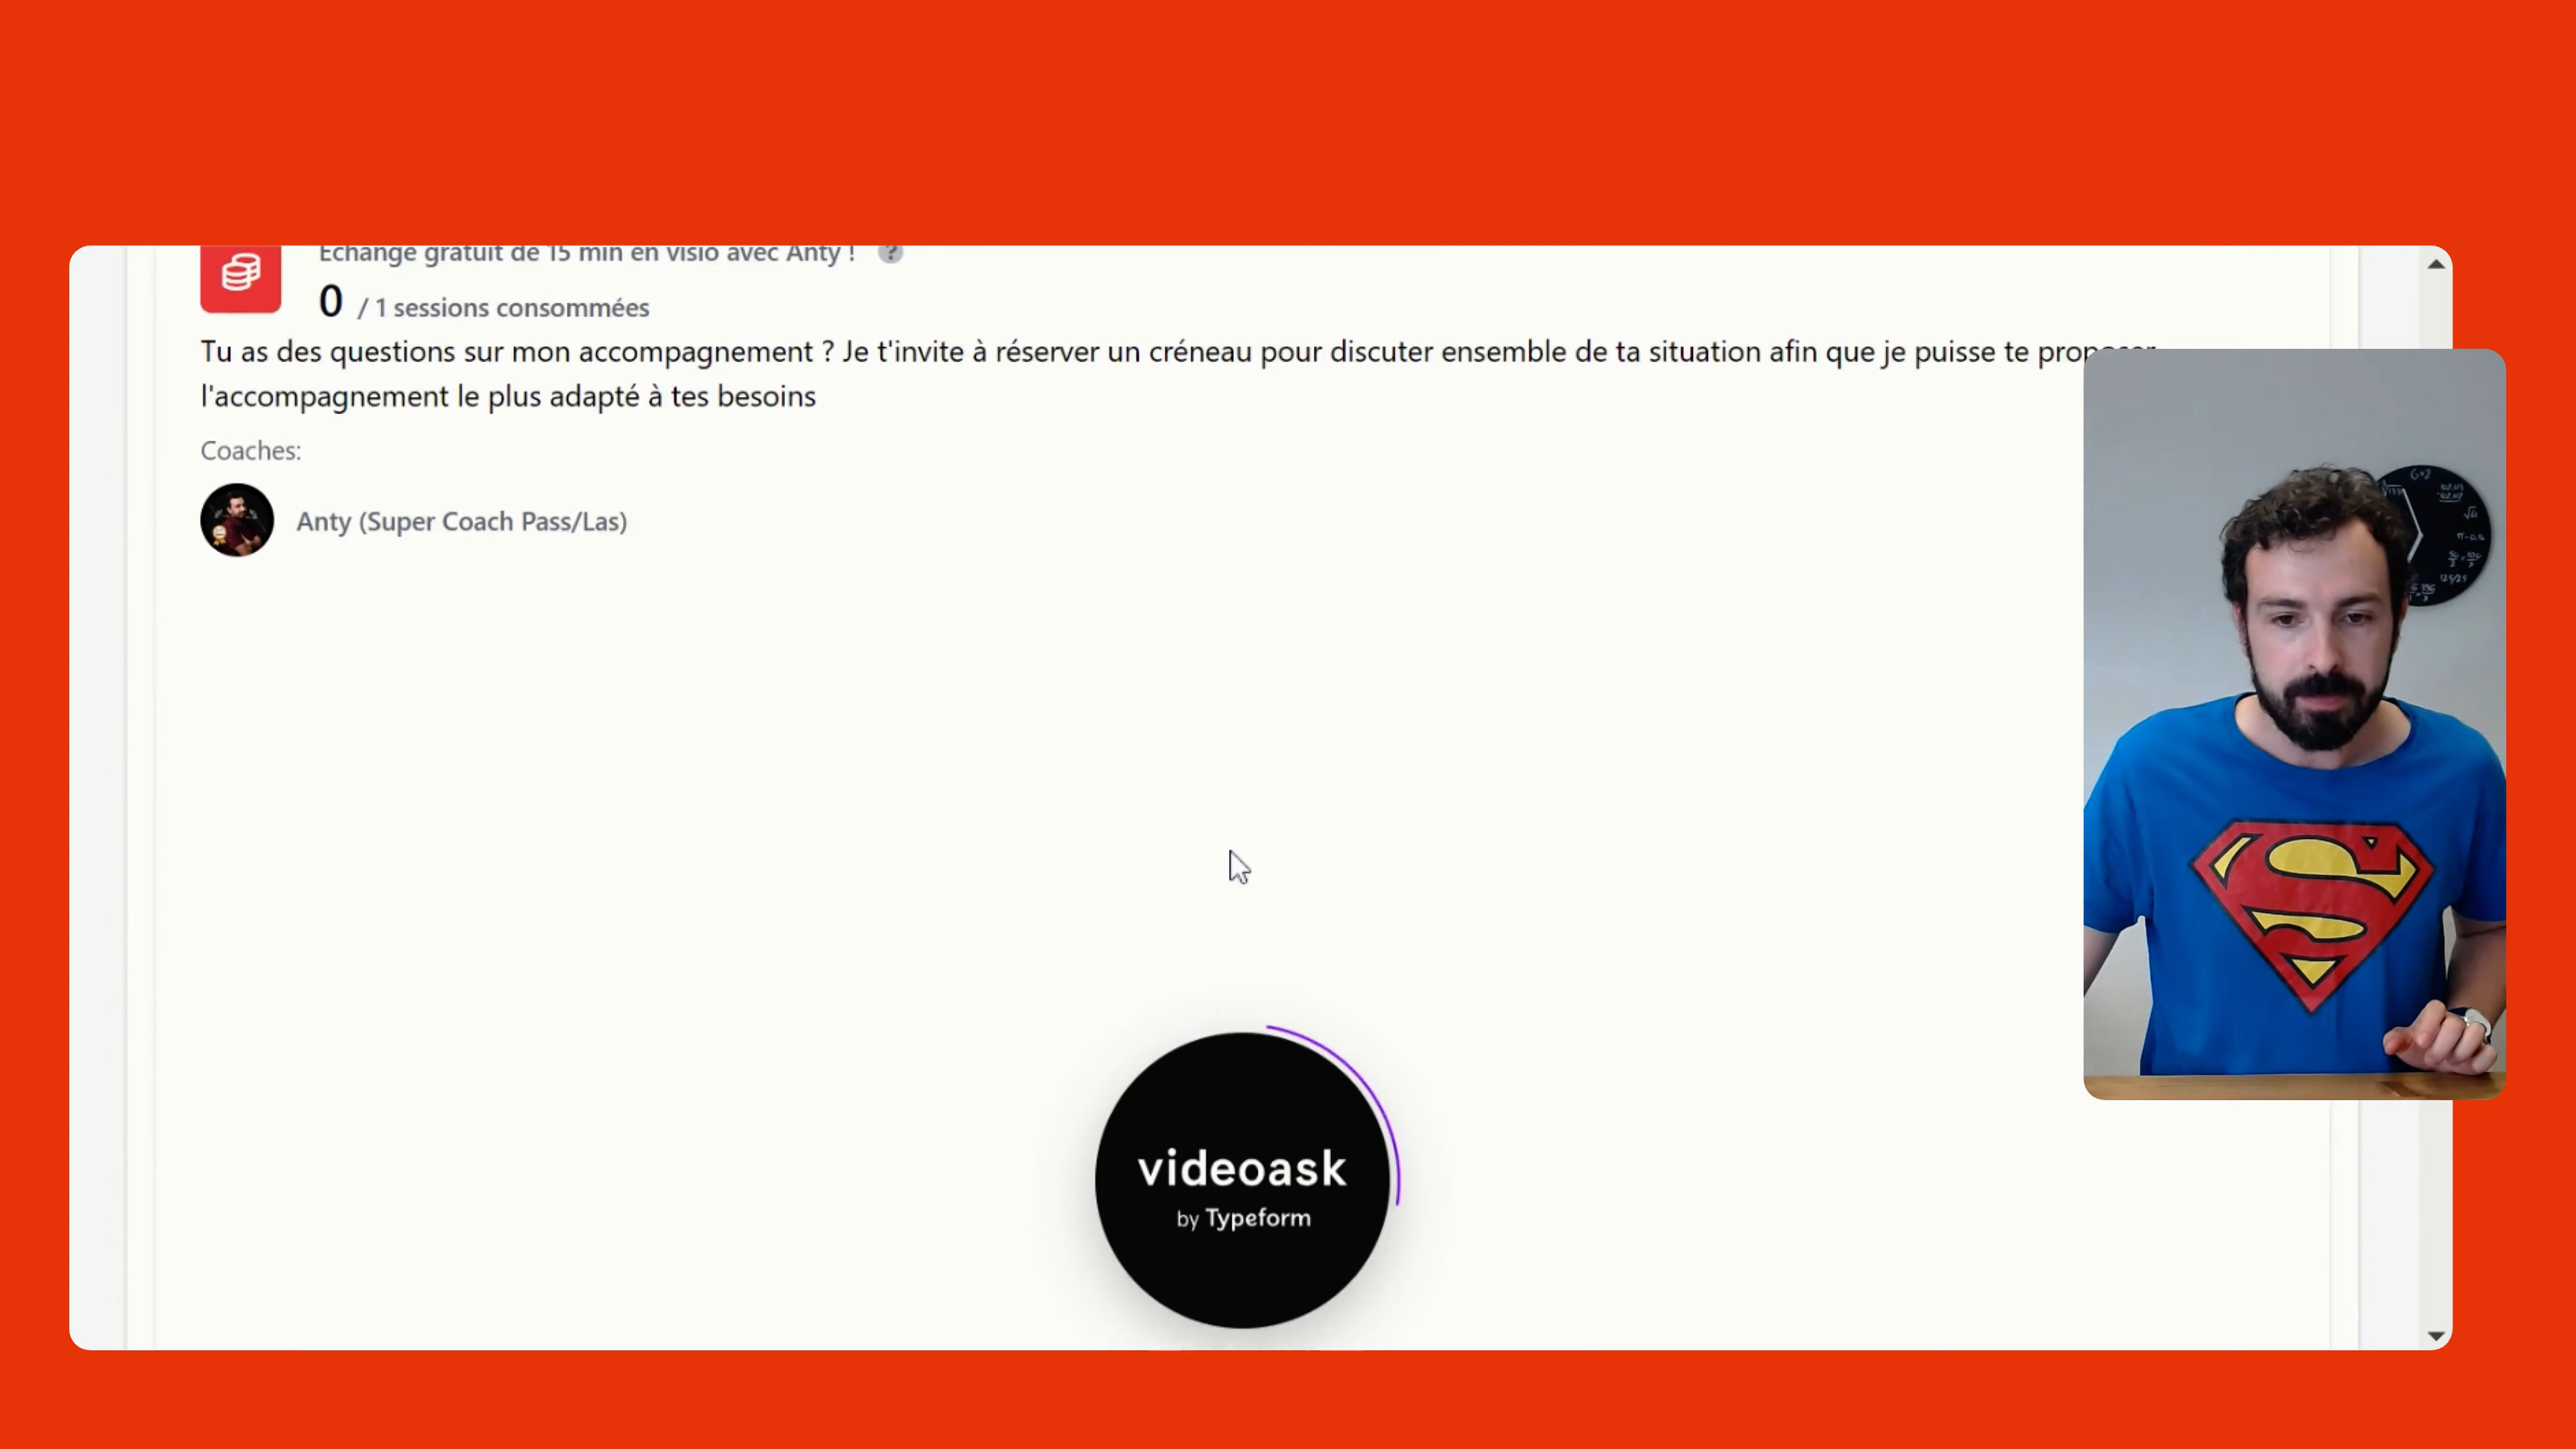 Echange gratuit de 15 min en visio avec Anty ! ?
0 / 1 sessions consommées
Tu as des questions sur mon accompagnement ? Je t'invite à réserver un créneau pour discuter ensemble de ta situation afin que je puisse te proposer
l'accompagnement le plus adapté à tes besoins
Coaches:
Anty (Super Coach Pass/Las)
videoask
by Typeform